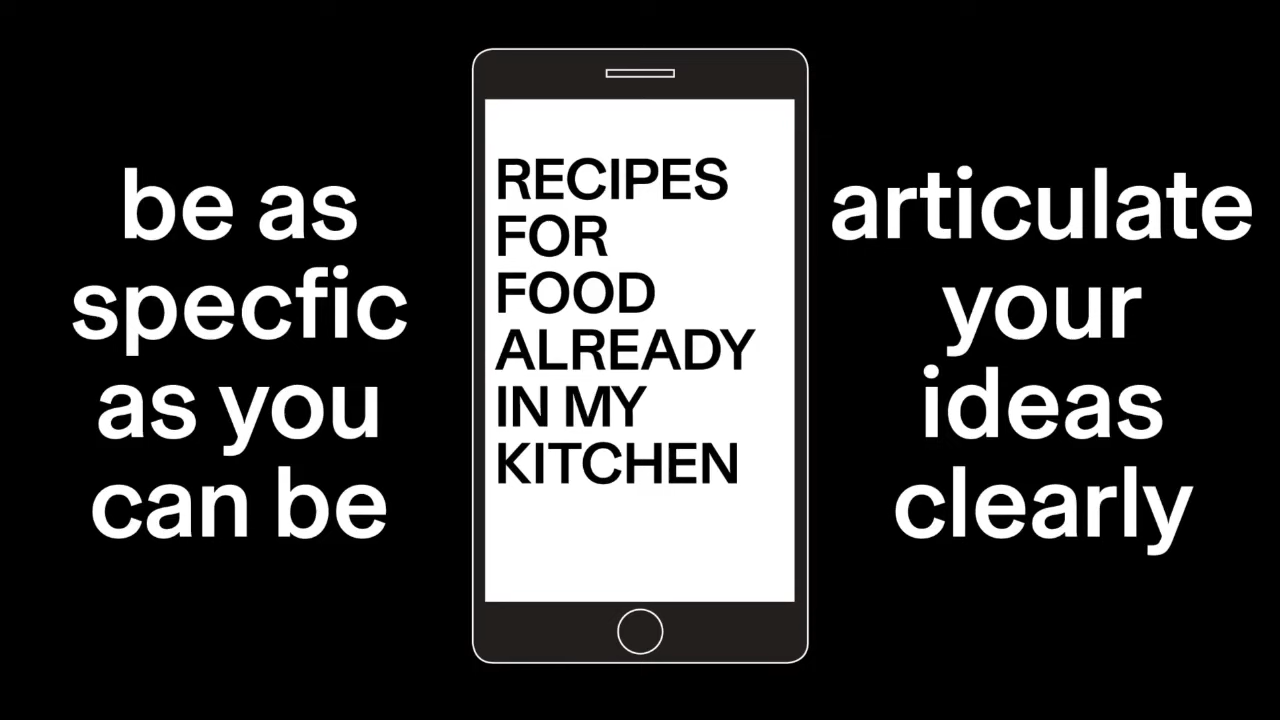 be as
specfic
as you
can be
RECIPES
FOR
FOOD
ALREADY
IN MY
KITCHEN
articulate
your
ideas
clearly